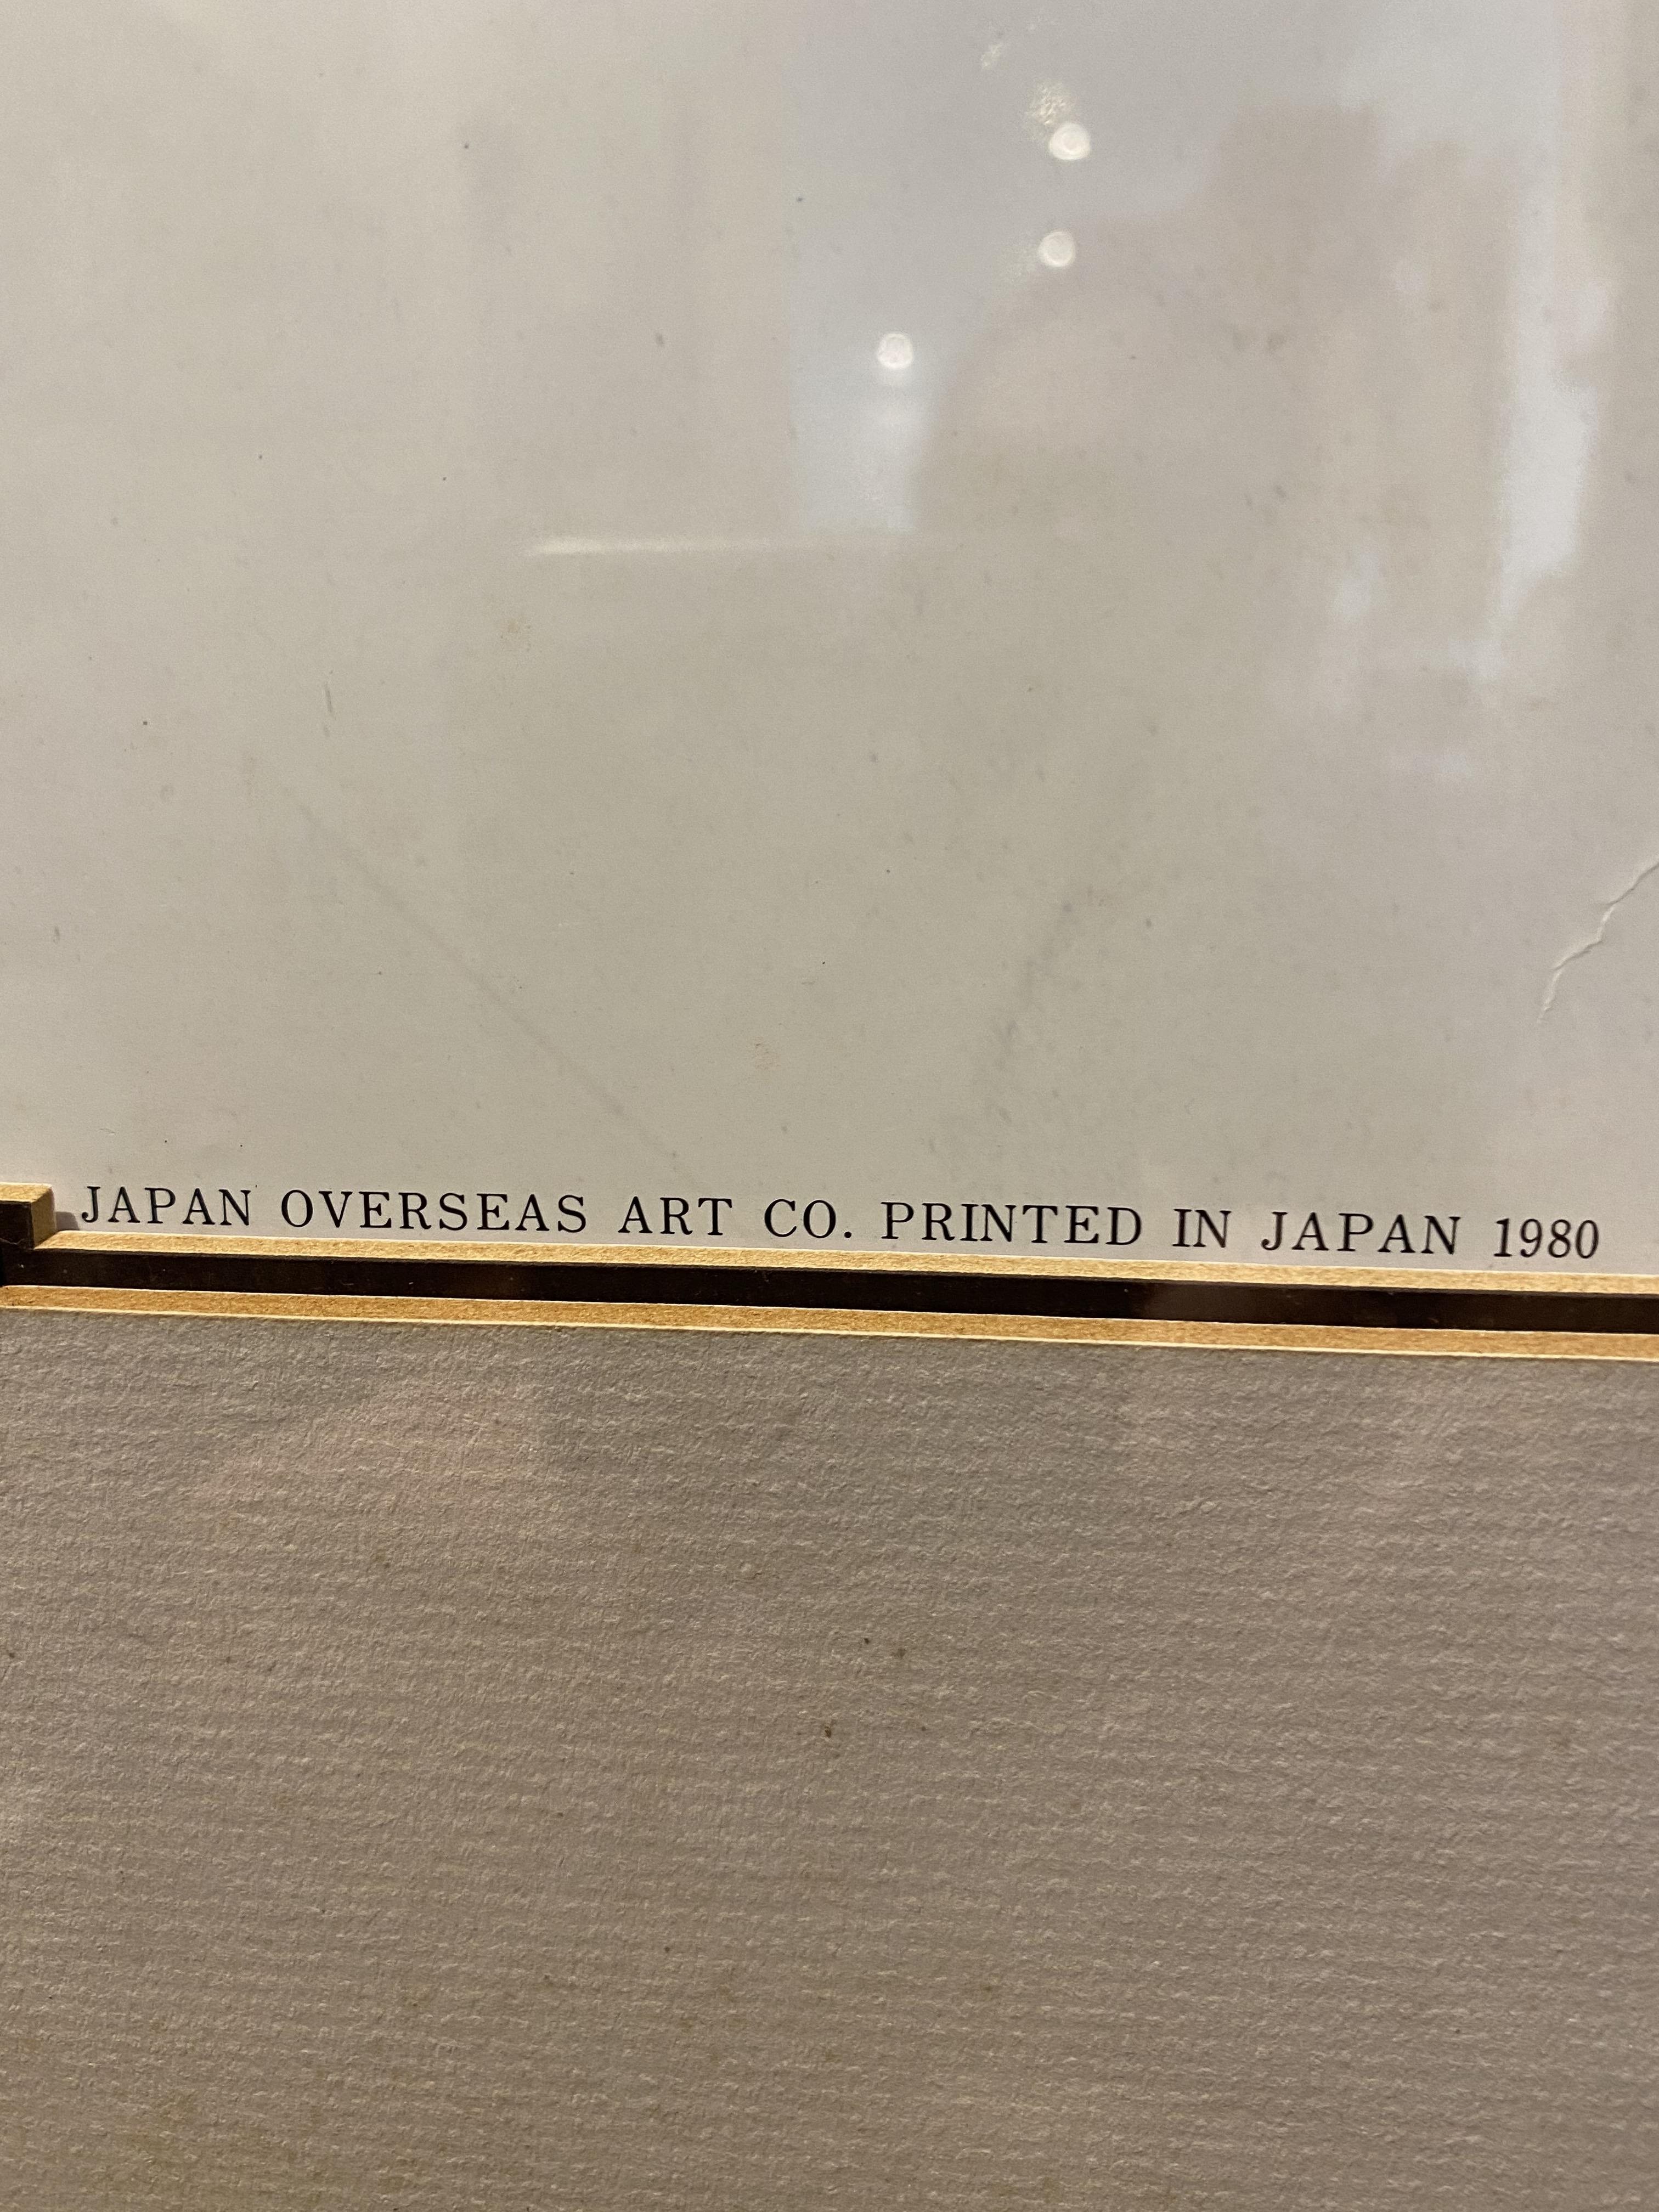 JAPAN OVERSEAS ART CO. PRINTED IN JAPAN 1980